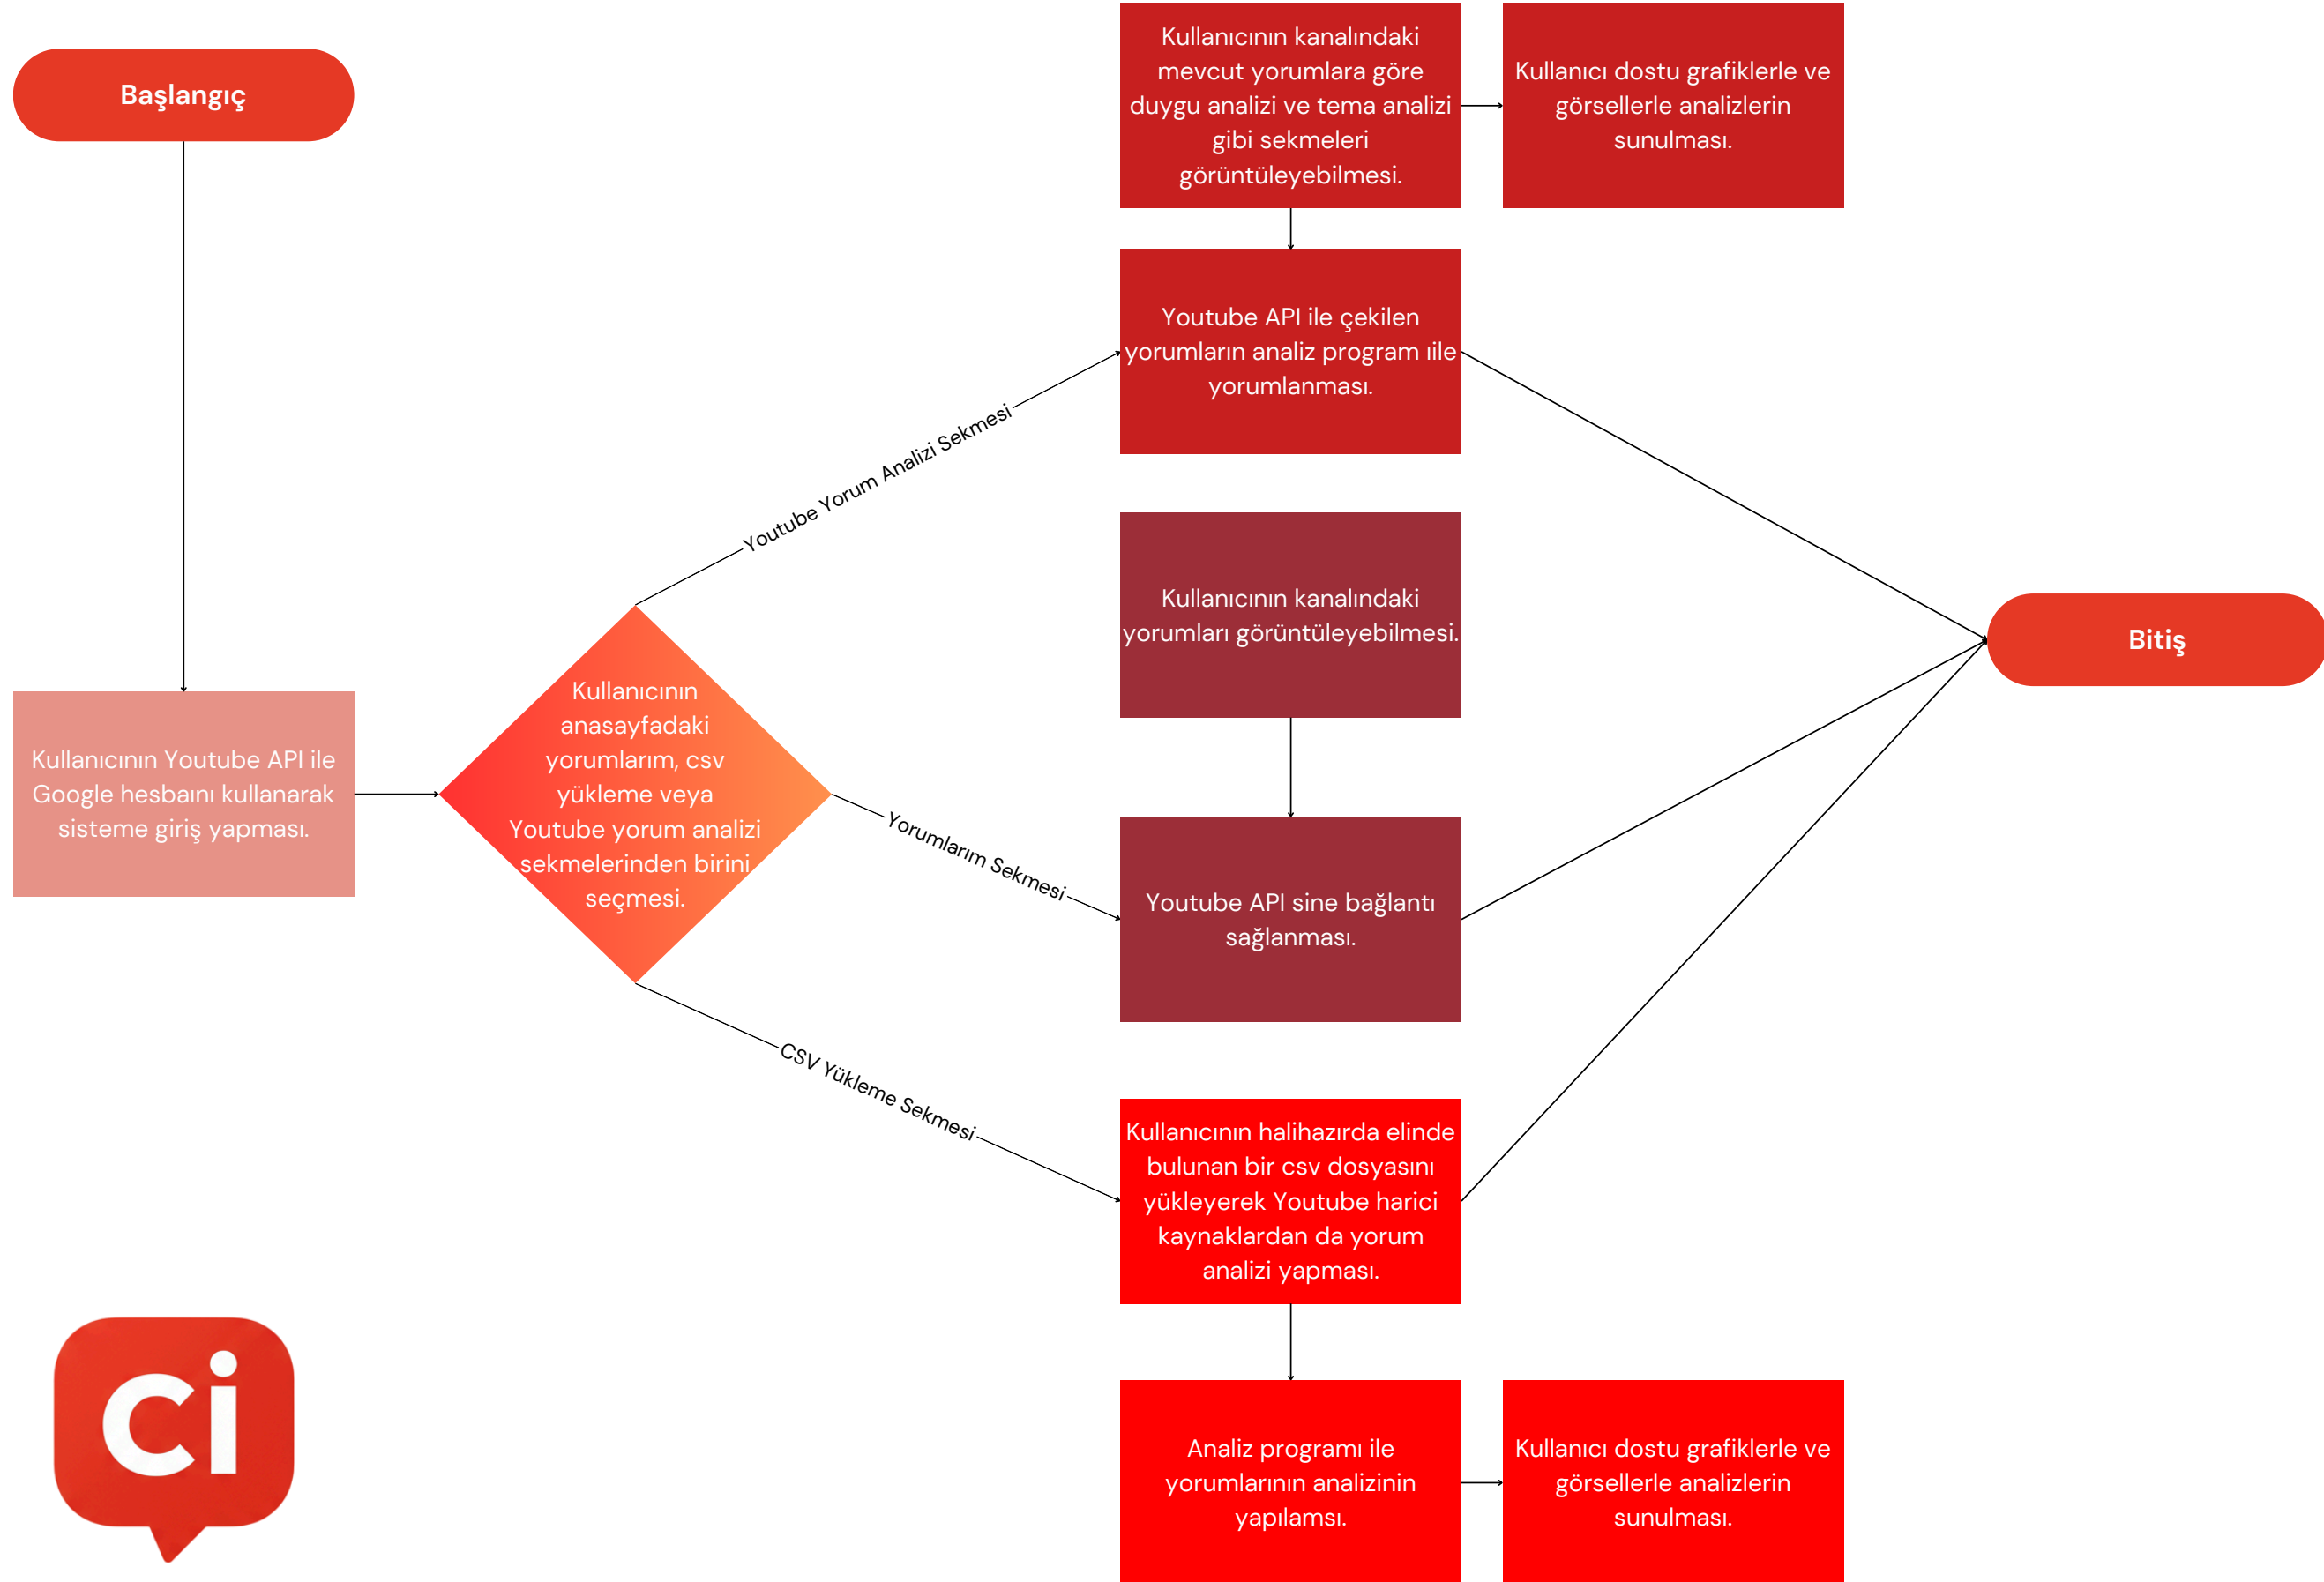 Başlangıç
Kullanıcının Youtube API ile
Google hesbaını kullanarak
sisteme giriş yapması.
Kullanıcının
anasayfadaki
yorumlarım, csv
yükleme veya
Youtube yorum analizi
sekmelerinden birini
seçmesi.
Youtube Yorum Analizi Sekmesi
Yorumlarım Sekmesi
CSV Yükleme Sekmesi
Kullanıcının kanalındaki
mevcut yorumlara göre
duygu analizi ve tema analizi
gibi sekmeleri
görüntüleyebilmesi.
Kullanıcı dostu grafiklerle ve
görsellerle analizlerin
sunulması.
Youtube API ile çekilen
yorumların analiz program ıile
yorumlanması.
Kullanıcının kanalındaki
yorumları görüntüleyebilmesi.
Youtube API sine bağlantı
sağlanması.
Kullanıcının halihazırda elinde
bulunan bir csv dosyasını
yükleyerek Youtube harici
kaynaklardan da yorum
analizi yapması.
Analiz programı ile
yorumlarının analizinin
yapılamsı.
Kullanıcı dostu grafiklerle ve
görsellerle analizlerin
sunulması.
Bitiş
Ci